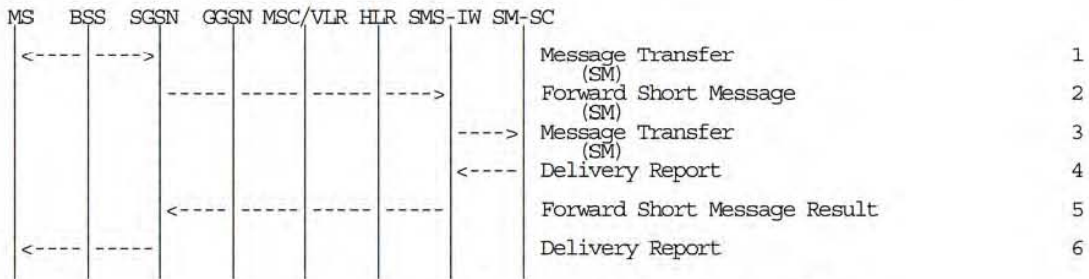 MS BSS SGSN GGSN MSC/VLR HLR SMS-IW SM-SC
<---- ----> Message Transfer 1
(SM)
---- ---- ---- ----> Forward Short Message 2
(SM)
----> Message Transfer 3
(SM)
<---- Delivery Report 4
<---- ---- ---- ---- Forward Short Message Result 5
<---- ---- Delivery Report 6